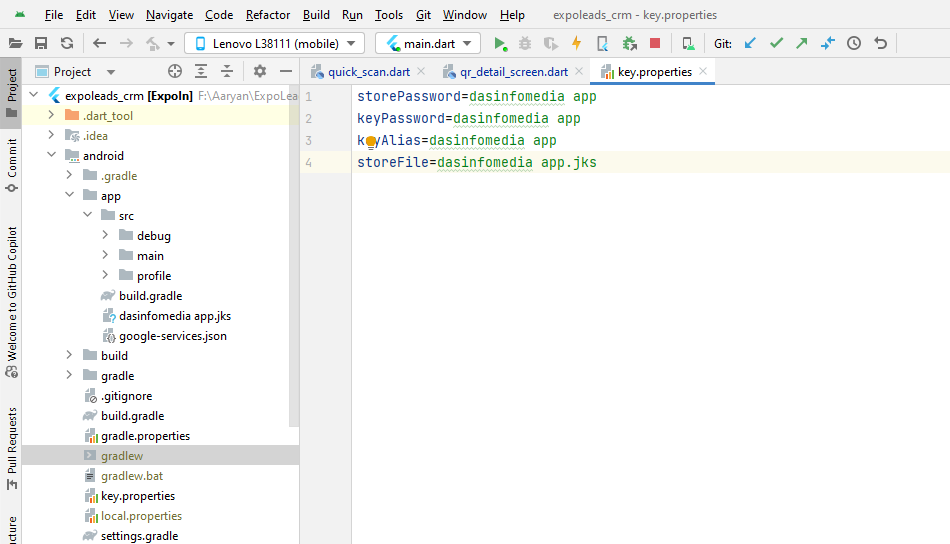 File Edit View Navigate Code Refactor Build Run Tools Git Window Help expoleads_crm - key.properties
Lenovo L38111 (mobile) main.dart Git:
Project
Commit
Welcome to GitHub Copilot
Pull Requests
Project
expoleads_crm [ExpoIn] F:\Aaryan\ExpoLea
.dart_tool
.idea
android
.gradle
app
src
debug
main
profile
build.gradle
dasinfomedia app.jks
google-services.json
build
gradle
.gitignore
build.gradle
gradle.properties
gradlew
gradlew.bat
key.properties
local.properties
settings.gradle
quick_scan.dart qr_detail_screen.dart key.properties
1 storePassword=dasinfomedia app
2 keyPassword=dasinfomedia app
3 keyAlias=dasinfomedia app
4 storeFile=dasinfomedia app.jks